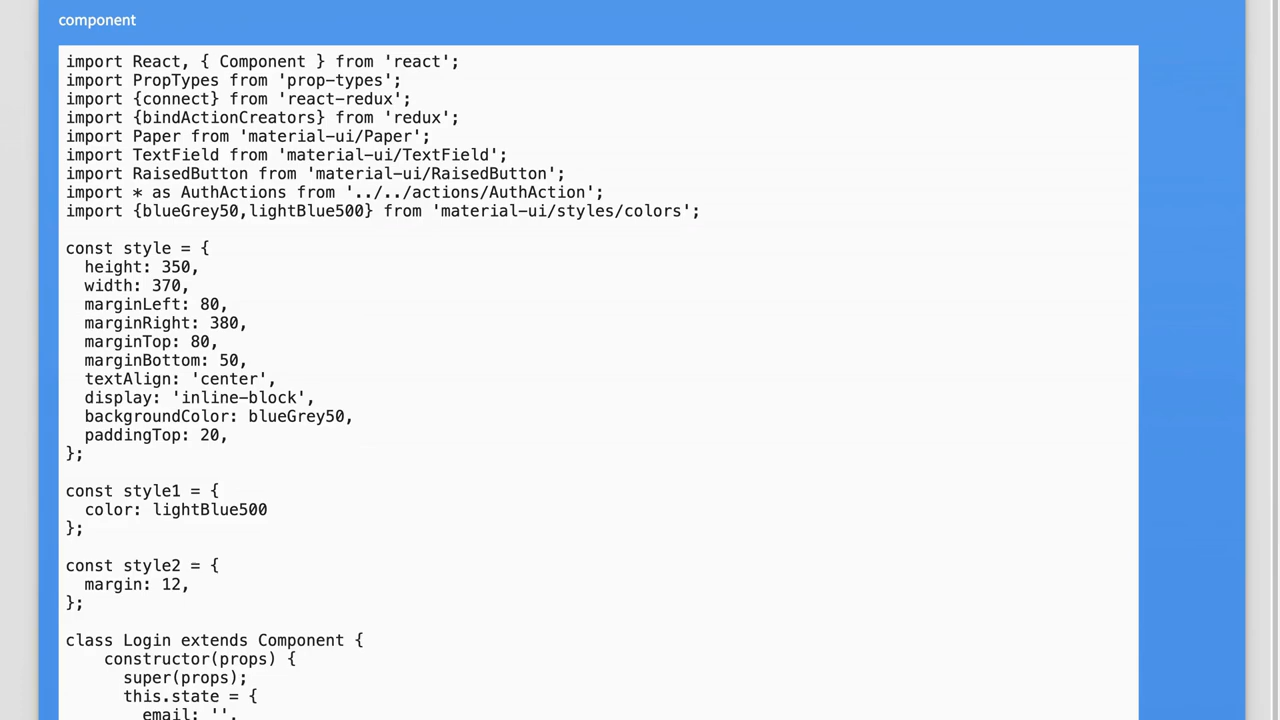 component
import React, { Component } from 'react';
import PropTypes from 'prop-types';
import {connect} from 'react-redux';
import {bindActionCreators} from 'redux';
import Paper from 'material-ui/Paper';
import TextField from 'material-ui/TextField';
import RaisedButton from 'material-ui/RaisedButton';
import * as AuthActions from '../../actions/AuthAction';
import {blueGrey50,lightBlue500} from 'material-ui/styles/colors';
const style = {
  height: 350,
  width: 370,
  marginLeft: 80,
  marginRight: 380,
  marginTop: 80,
  marginBottom: 50,
  textAlign: 'center',
  display: 'inline-block',
  backgroundColor: blueGrey50,
  paddingTop: 20,
};
const style1 = {
  color: lightBlue500
};
const style2 = {
  margin: 12,
};
class Login extends Component {
    constructor(props) {
      super(props);
      this.state = {
        email: '',